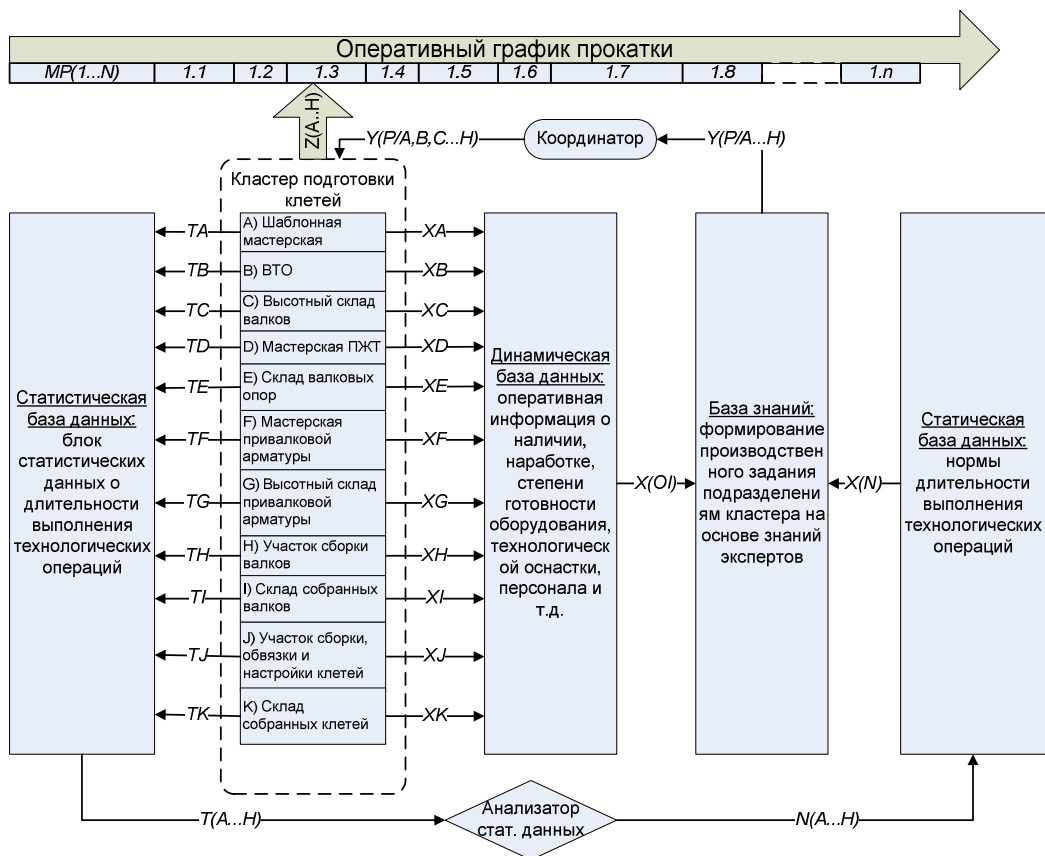 Оперативный график прокатки
MP(1...N) 1.1 1.2 1.3 1.4 1.5 1.6 1.7 1.8 1.n
Z(A..H)
Y(P/A,B,C...H)
Координатор
Y(P/A...H)
Кластер подготовки
клетей
Статистическая
база данных:
блок
статистических
данных о
длительности
выполнения
технологических
операций
TA
TB
TC
TD
TE
TF
TG
TH
TI
TJ
TK
A) Шаблонная
мастерская
B) ВТО
C) Высотный склад
валков
D) Мастерская ПЖТ
E) Склад валковых
опор
F) Мастерская
привалковой
арматуры
G) Высотный склад
привалковой
арматуры
H) Участок сборки
валков
I) Склад собранных
валков
J) Участок сборки,
обвязки и
настройки клетей
K) Склад
собранных клетей
XA
XB
XC
XD
XE
XF
XG
XH
XI
XJ
XK
Динамическая
база данных:
оперативная
информация о
наличии,
наработке,
степени
готовности
оборудования,
технологическ
ой оснастки,
персонала и
т.д.
X(OI)
База знаний:
формирование
производствен
ного задания
подразделени
ям кластера на
основе знаний
экспертов
X(N)
Статическая
база данных:
нормы
длительности
выполнения
технологических
операций
T(A...H)
Анализатор
стат. данных
N(A...H)